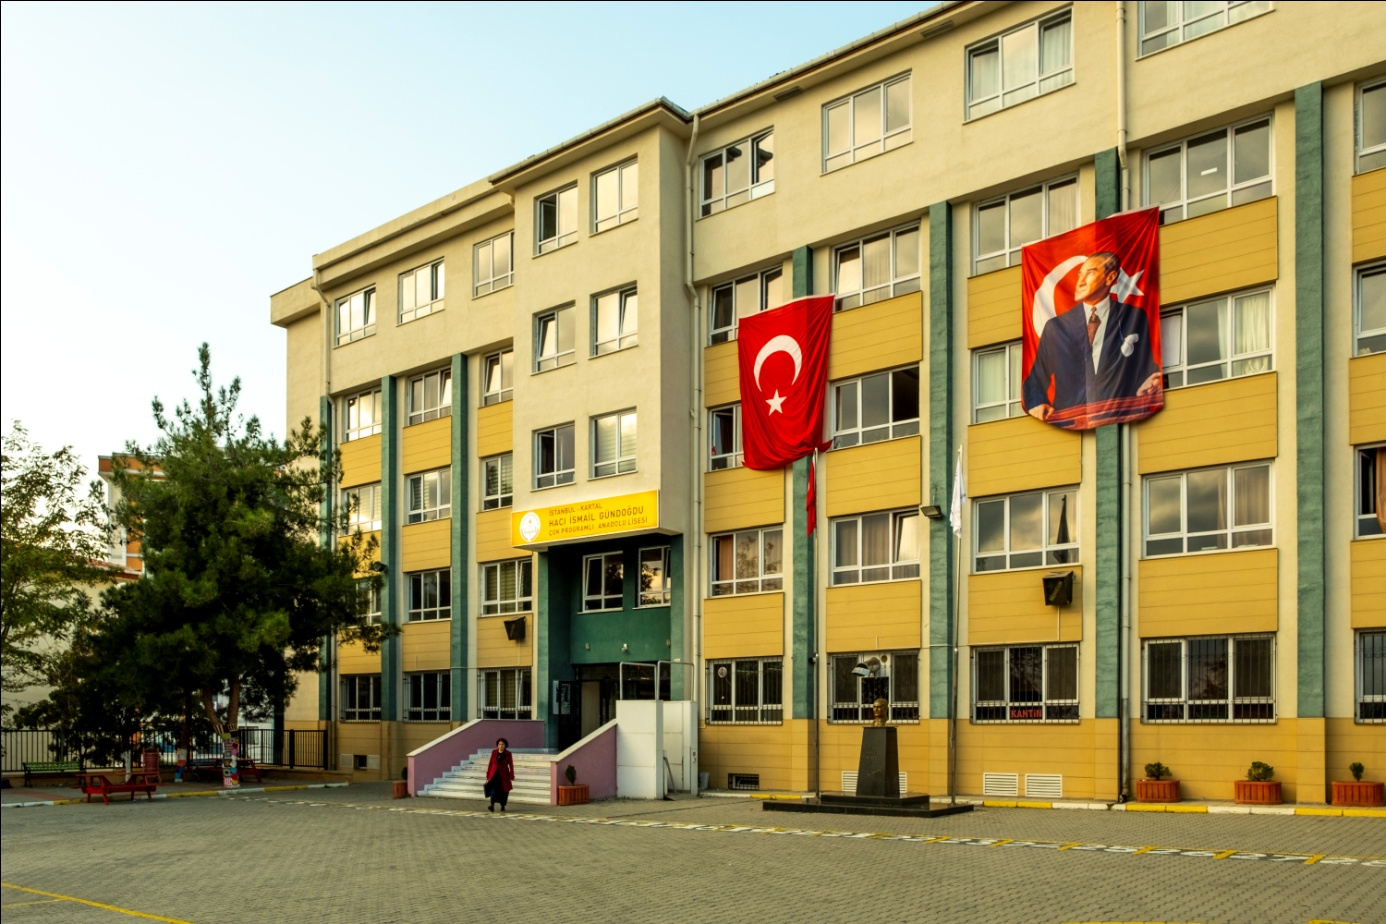 İSTANBUL - KARTAL
HACI İSMAİL GÜNDOĞDU
ÇOK PROGRAMLI ANADOLU LİSESİ
KANTİN